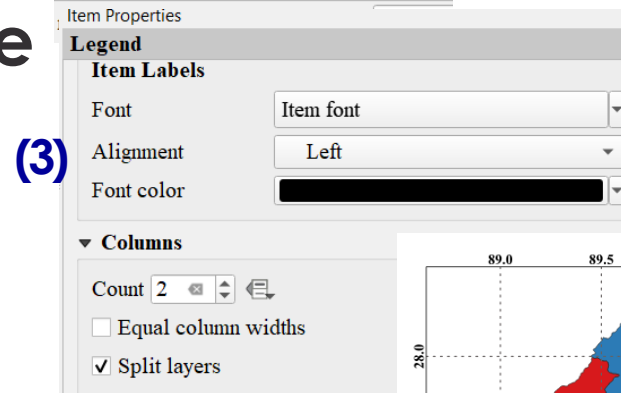 Item Properties
e
Legend
Item Labels
Font Item font
(3)
Alignment Left
Font color
Columns
Count 2
Equal column widths
Split layers
89.0 89.5
28.0